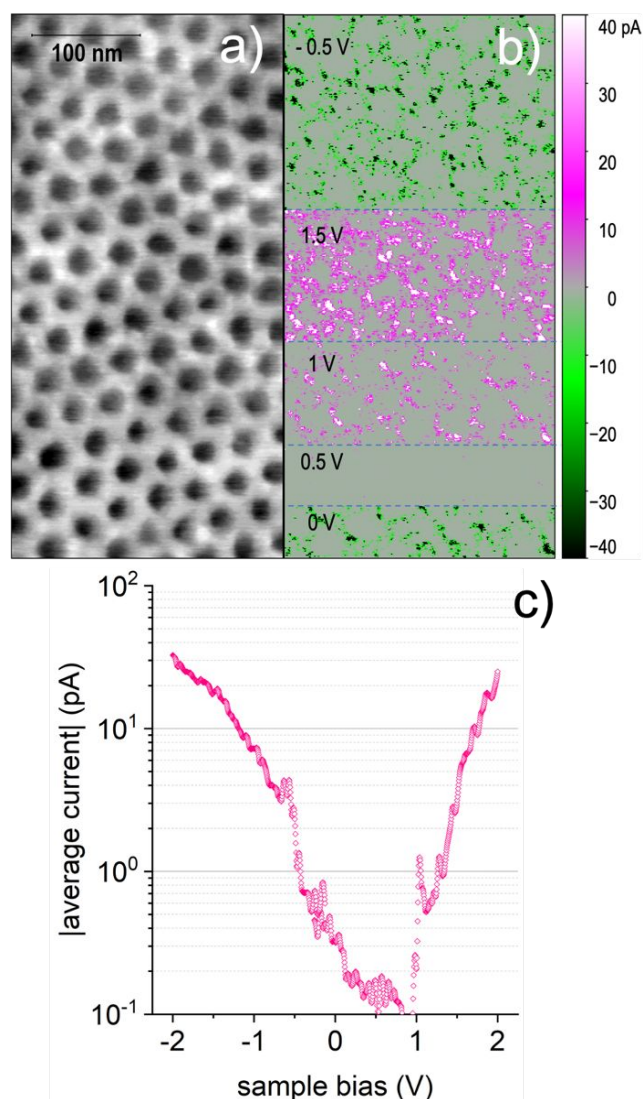 100 nm
a)
- 0.5 V
b)
1.5 V
1 V
0.5 V
0 V
40 pA
30
20
10
0
−10
−20
−30
−40
c)
10²
10¹
10⁰
10⁻¹
|average current| (pA)
-2 -1 0 1 2
sample bias (V)